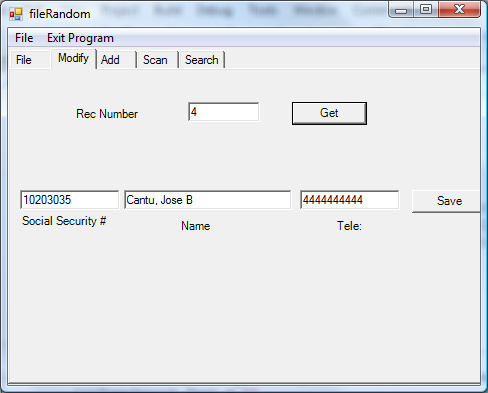 fileRandom
File Exit Program
File Modify Add Scan Search
Rec Number 4 Get
10203035 Cantu, Jose B 4444444444 Save
Social Security # Name Tele: